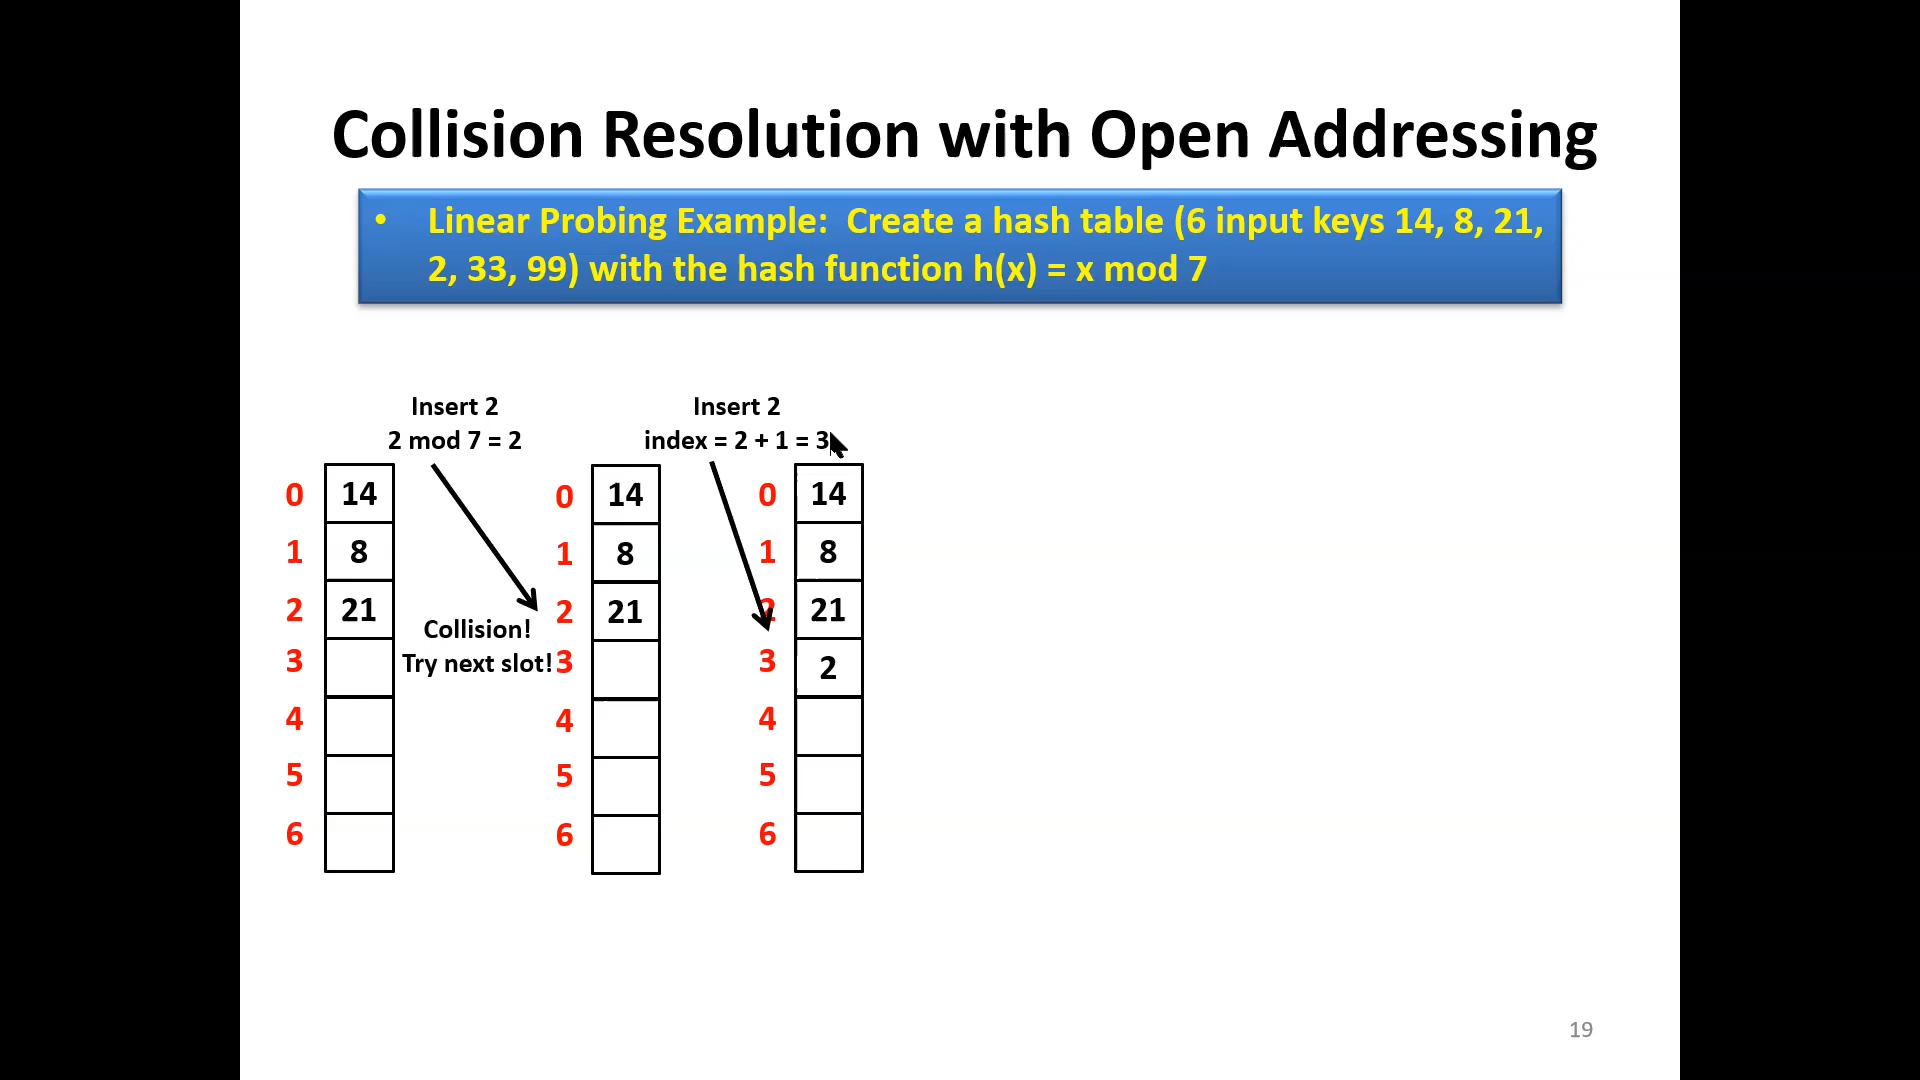 Collision Resolution with Open Addressing
• Linear Probing Example: Create a hash table (6 input keys 14, 8, 21,
2, 33, 99) with the hash function h(x) = x mod 7
Insert 2
2 mod 7 = 2
Insert 2
index = 2 + 1 = 3
0 14 0 14 0 14
1 8 1 8 1 8
2 21 2 21 2 21
Collision!
Try next slot!
3 3 3 2
4 4 4
5 5 5
6 6 6
19